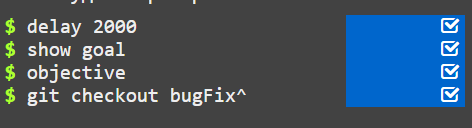 $ delay 2000
$ show goal
$ objective
$ git checkout bugFix^